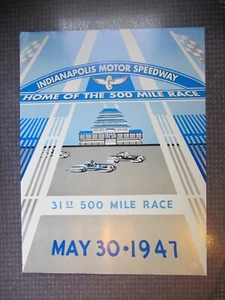 INDIANAPOLIS MOTOR SPEEDWAY
HOME OF THE 500 MILE RACE
31ST 500 MILE RACE
MAY 30·1947